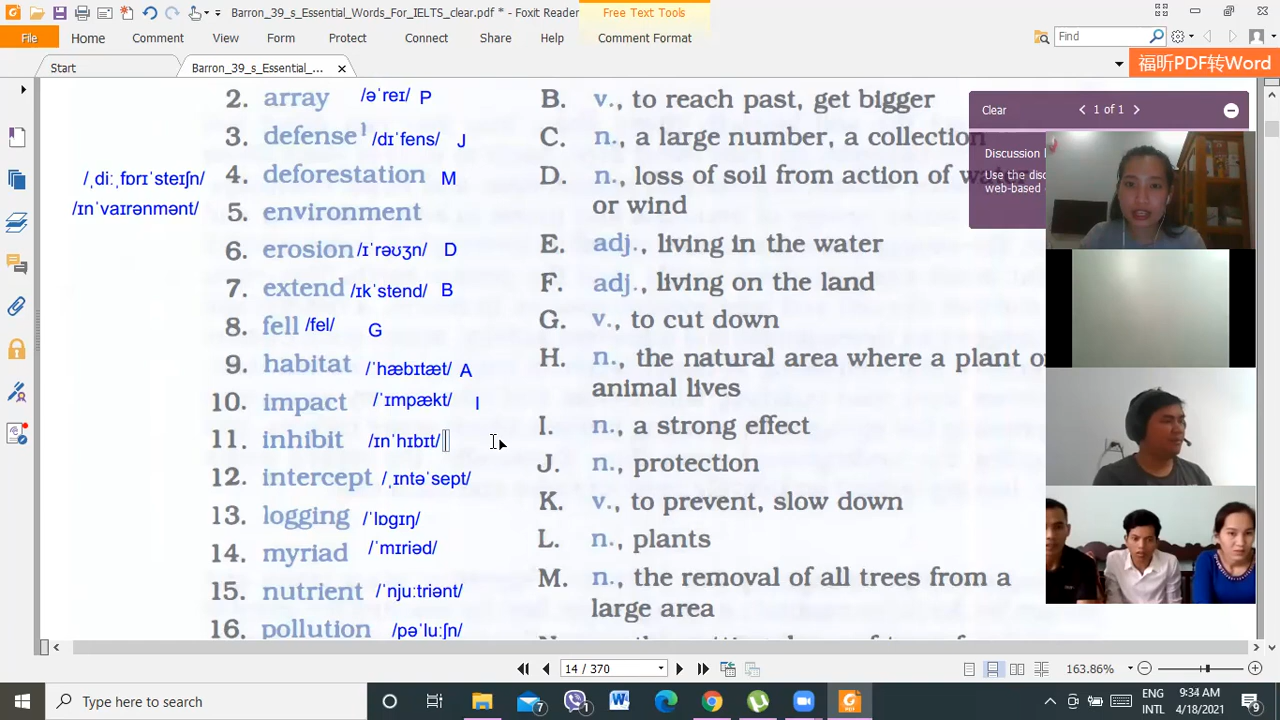 Barron_39_s_Essential_Words_For_IELTS_clear.pdf * - Foxit Reader
Free Text Tools
File Home Comment View Form Protect Connect Share Help Comment Format
Find
Start
Barron_39_s_Essential_...
福昕PDF转Word
2. array /əˈreɪ/ P
3. defense /dɪˈfens/ J
/ˌdiːˌfɒrɪˈsteɪʃn/ 4. deforestation M
/ɪnˈvaɪrənmənt/ 5. environment
6. erosion /ɪˈrəʊʒn/ D
7. extend /ɪkˈstend/ B
8. fell /fel/ G
9. habitat /ˈhæbɪtæt/ A
10. impact /ˈɪmpækt/ I
11. inhibit /ɪnˈhɪbɪt/
12. intercept /ˌɪntəˈsept/
13. logging /ˈlɒgɪŋ/
14. myriad /ˈmɪriəd/
15. nutrient /ˈnjuːtriənt/
16. pollution /pəˈluːʃn/
B. v., to reach past, get bigger
C. n., a large number, a collection
D. n., loss of soil from action of
or wind
E. adj., living in the water
F. adj., living on the land
G. v., to cut down
H. n., the natural area where a plant
animal lives
I. n., a strong effect
J. n., protection
K. v., to prevent, slow down
L. n., plants
M. n., the removal of all trees from a
large area
Clear 1 of 1
Discussion
Use the disc
web-based
14 / 370
163.86%
Type here to search
7
1
ENG
INTL
9:34 AM
4/18/2021
9